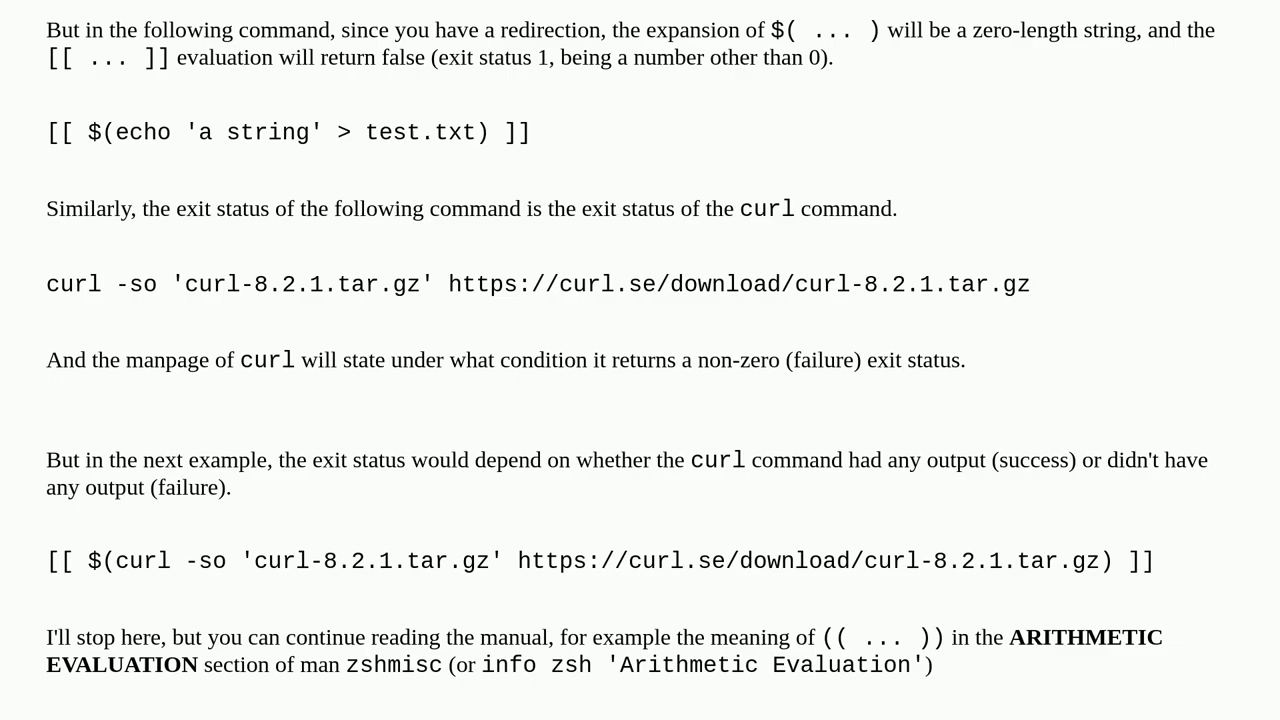 But in the following command, since you have a redirection, the expansion of $( ... ) will be a zero-length string, and the
[[ ... ]] evaluation will return false (exit status 1, being a number other than 0).
[[ $(echo 'a string' > test.txt) ]]
Similarly, the exit status of the following command is the exit status of the curl command.
curl -so 'curl-8.2.1.tar.gz' https://curl.se/download/curl-8.2.1.tar.gz
And the manpage of curl will state under what condition it returns a non-zero (failure) exit status.
But in the next example, the exit status would depend on whether the curl command had any output (success) or didn't have
any output (failure).
[[ $(curl -so 'curl-8.2.1.tar.gz' https://curl.se/download/curl-8.2.1.tar.gz) ]]
I'll stop here, but you can continue reading the manual, for example the meaning of (( ... )) in the ARITHMETIC
EVALUATION section of man zshmisc (or info zsh 'Arithmetic Evaluation')